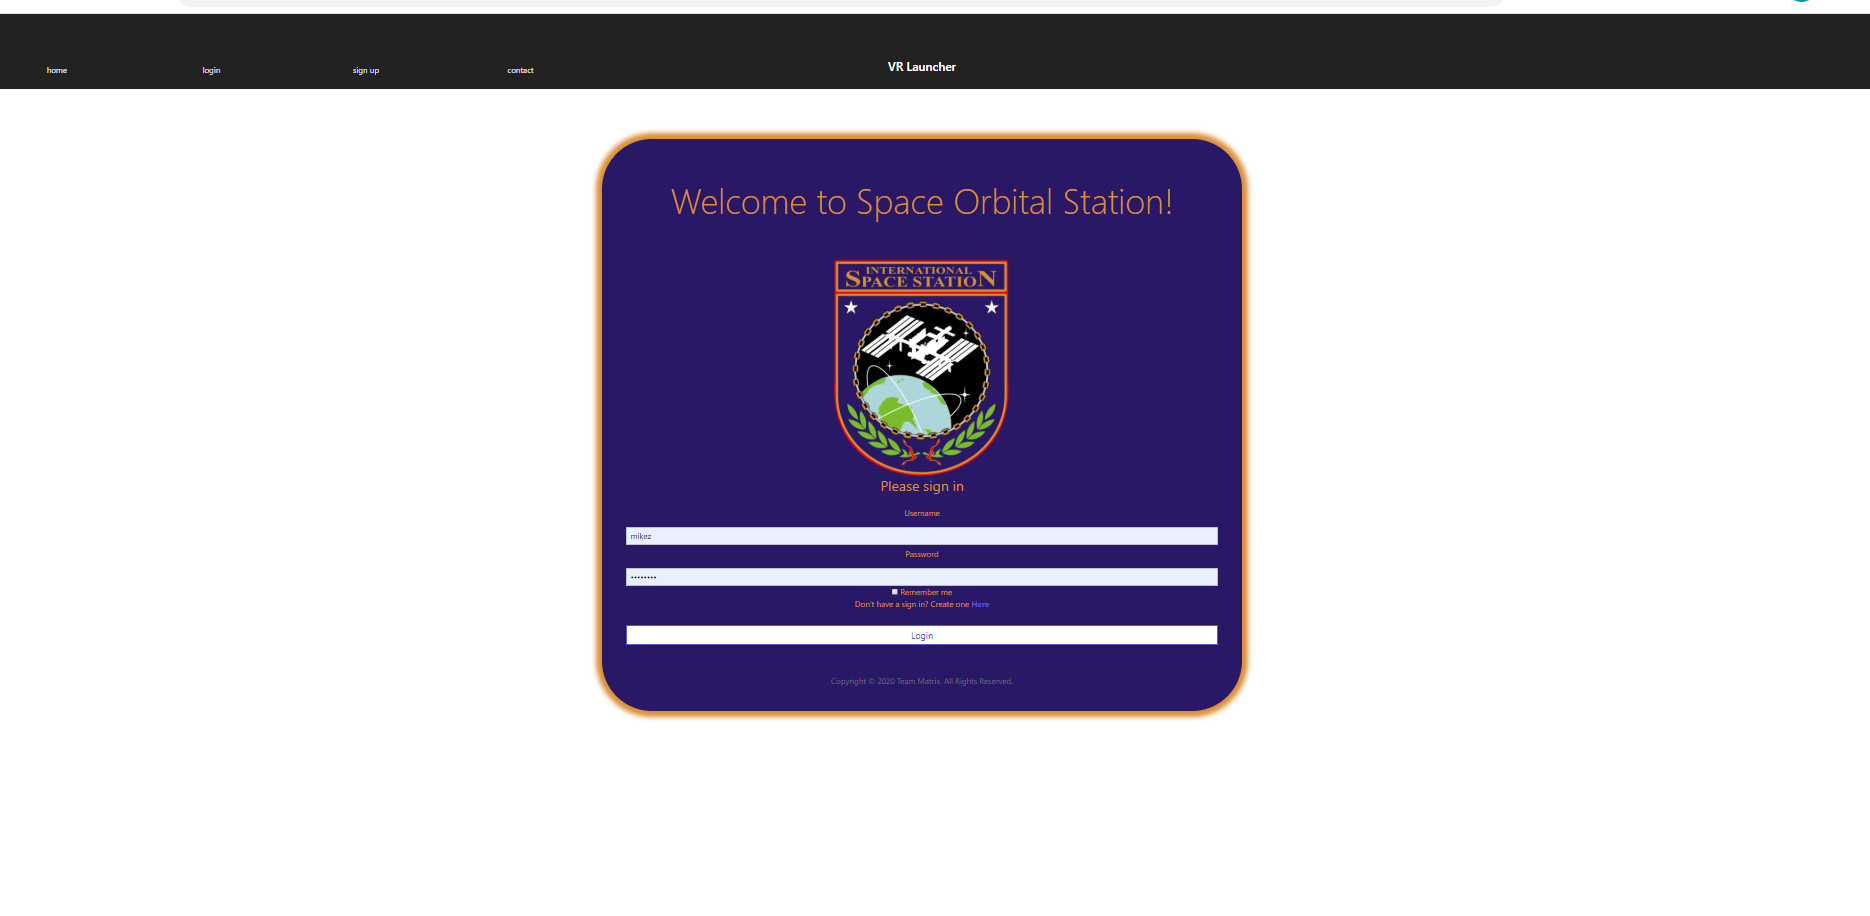 home login sign up contact VR Launcher
Welcome to Space Orbital Station!
INTERNATIONAL
SPACE STATION
Please sign in
Username
mikez
Password
••••••••
Remember me
Don't have a sign in? Create one Here
Login
Copyright © 2020 Team Matrix. All Rights Reserved.